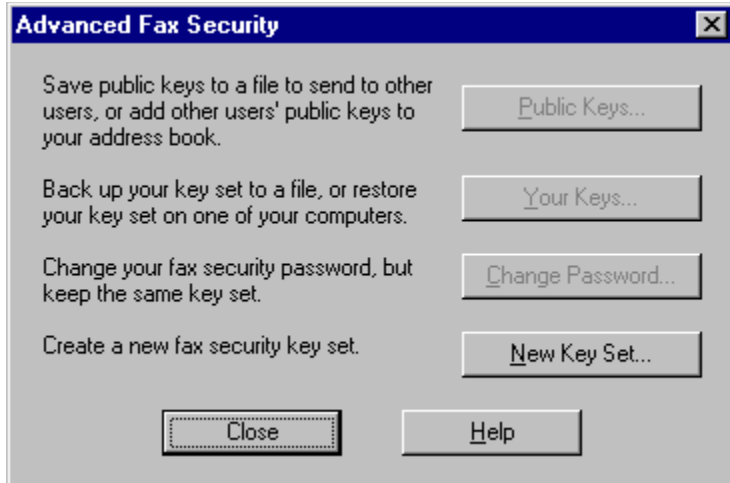 Advanced Fax Security
Save public keys to a file to send to other
users, or add other users' public keys to
your address book.
Public Keys...
Back up your key set to a file, or restore
your key set on one of your computers.
Your Keys...
Change your fax security password, but
keep the same key set.
Change Password...
Create a new fax security key set.
New Key Set...
Close
Help